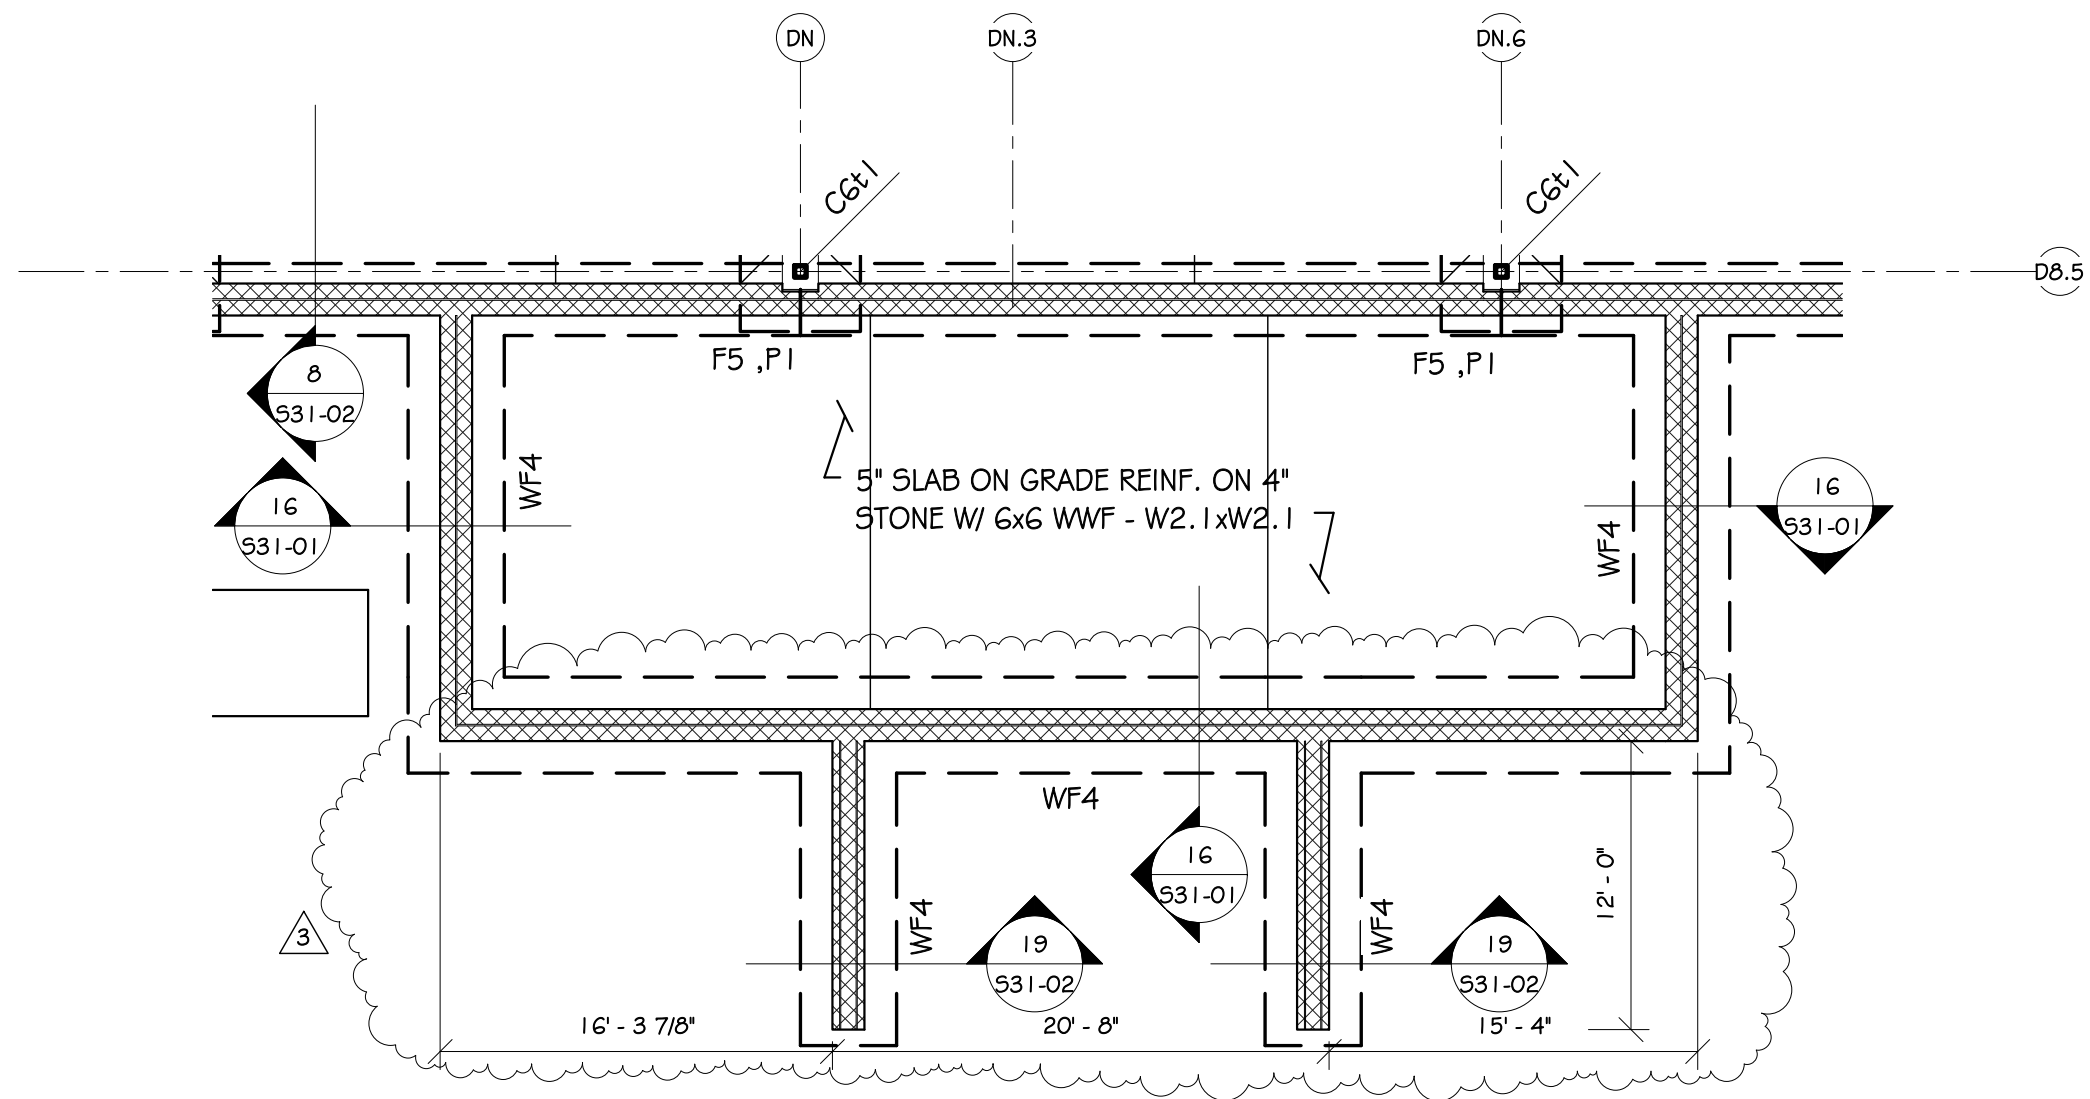 DN
DN.3
DN.6
C6t1
C6t1
D8.5
F5 ,P1
F5 ,P1
8
S31-02
WF4
5" SLAB ON GRADE REINF. ON 4"
STONE W/ 6x6 WWF - W2.1xW2.1
16
S31-01
WF4
16
S31-01
WF4
16
S31-01
12' - 0"
WF4
WF4
3
19
S31-02
19
S31-02
16' - 3 7/8"
20' - 8"
15' - 4"